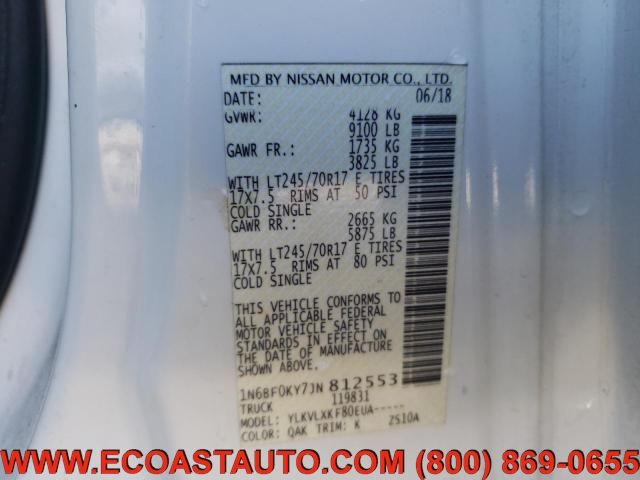 MFD BY NISSAN MOTOR CO., LTD.
DATE: 06/18
GVWR: 4128 KG
9100 LB
GAWR FR.: 1735 KG
3825 LB
WITH LT245/70R17 E TIRES
17X7.5 RIMS AT 50 PSI
COLD SINGLE
GAWR RR.: 2665 KG
5875 LB
WITH LT245/70R17 E TIRES
17X7.5 RIMS AT 80 PSI
COLD SINGLE
THIS VEHICLE CONFORMS TO
ALL APPLICABLE FEDERAL
MOTOR VEHICLE SAFETY
STANDARDS IN EFFECT ON
THE DATE OF MANUFACTURE
SHOWN ABOVE.
1N6BF0KY7JN812553
TRUCK 119831
MODEL: YLKVLXKF80EUA-----
COLOR: QAK TRIM: K ZS10A
WWW.ECOASTAUTO.COM (800) 869-0655